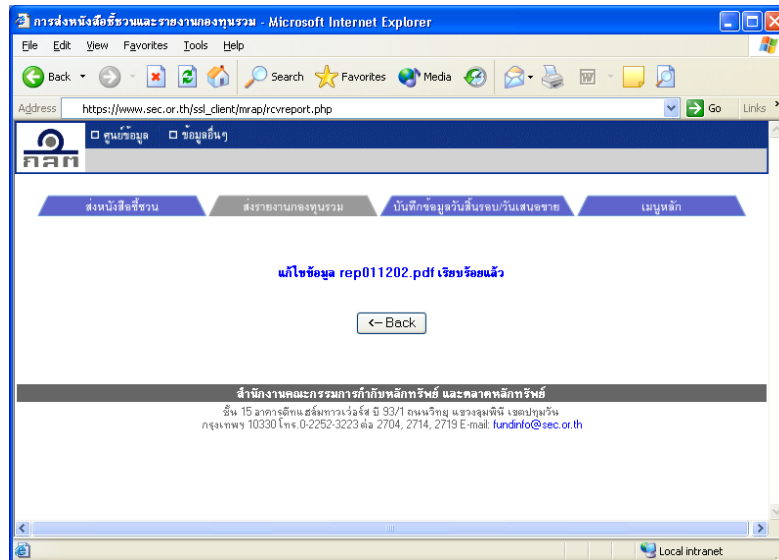 การส่งหนังสือชี้ชวนและรายงานกองทุนรวม - Microsoft Internet Explorer
File Edit View Favorites Tools Help
Back Search Favorites Media
Address https://www.sec.or.th/ssl_client/mrap/rcvreport.php Go Links
ศูนย์ข้อมูล ข้อมูลอื่นๆ
กลต
ส่งหนังสือชี้ชวน ส่งรายงานกองทุนรวม บันทึกข้อมูลวันสิ้นรอบ/วันเสนอขาย เมนูหลัก
แก้ไขข้อมูล rep011202.pdf เรียบร้อยแล้ว
<-- Back
สำนักงานคณะกรรมการกำกับหลักทรัพย์ และตลาดหลักทรัพย์
ชั้น 15 อาคารดีทแฮล์มทาวเว่อร์ส บี 93/1 ถนนวิทยุ แขวงลุมพินี เขตปทุมวัน
กรุงเทพฯ 10330 โทร.0-2252-3223 ต่อ 2704, 2714, 2719 E-mail: fundinfo@sec.or.th
Local intranet